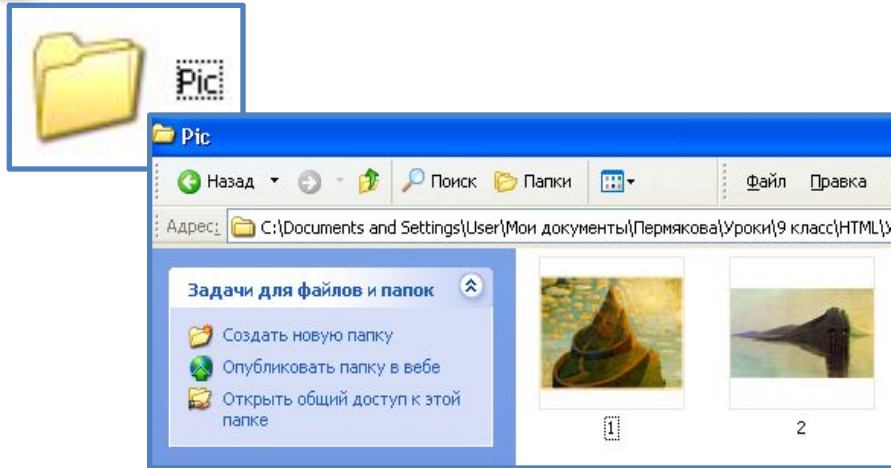 Pic
Pic
Назад Поиск Папки Файл Правка
Адрес: C:\Documents and Settings\User\Мои документы\Пермякова\Уроки\9 класс\HTML\У
Задачи для файлов и папок
Создать новую папку
Опубликовать папку в вебе
Открыть общий доступ к этой
папке
1 2